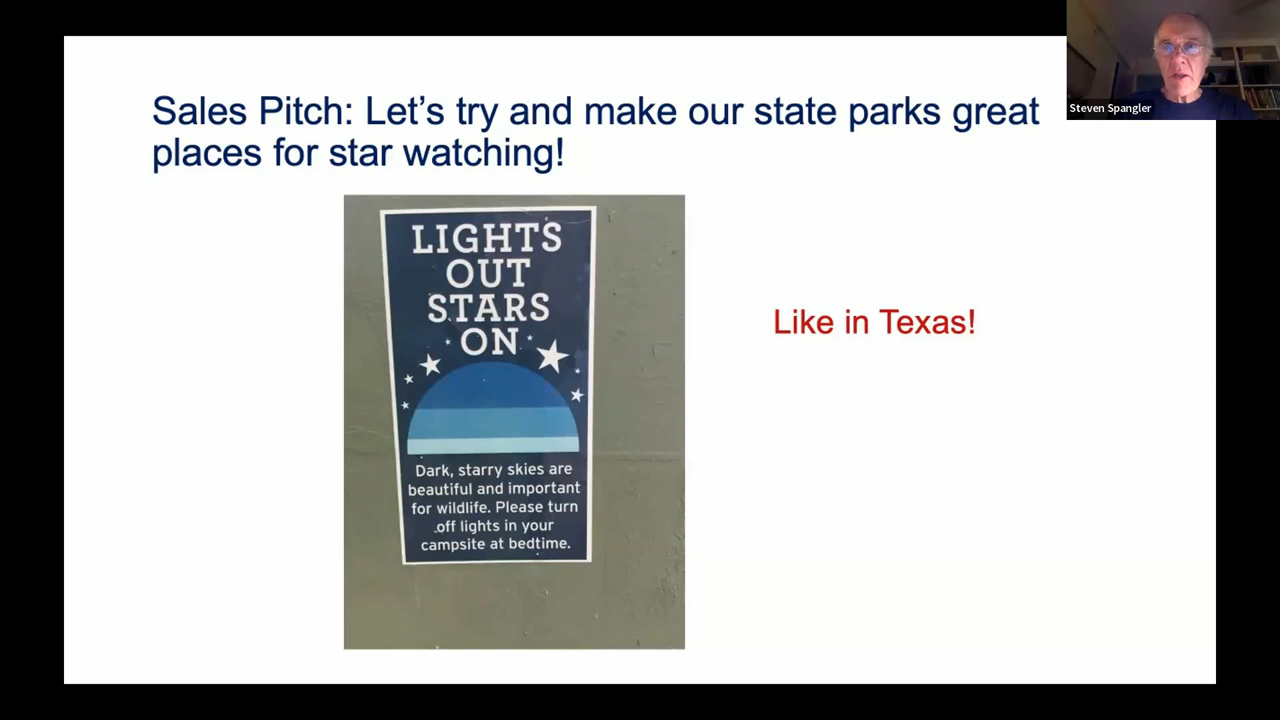 Sales Pitch: Let's try and make our state parks great
places for star watching!
Steven Spangler
LIGHTS
OUT
STARS
ON
Like in Texas!
Dark, starry skies are
beautiful and important
for wildlife. Please turn
off lights in your
campsite at bedtime.